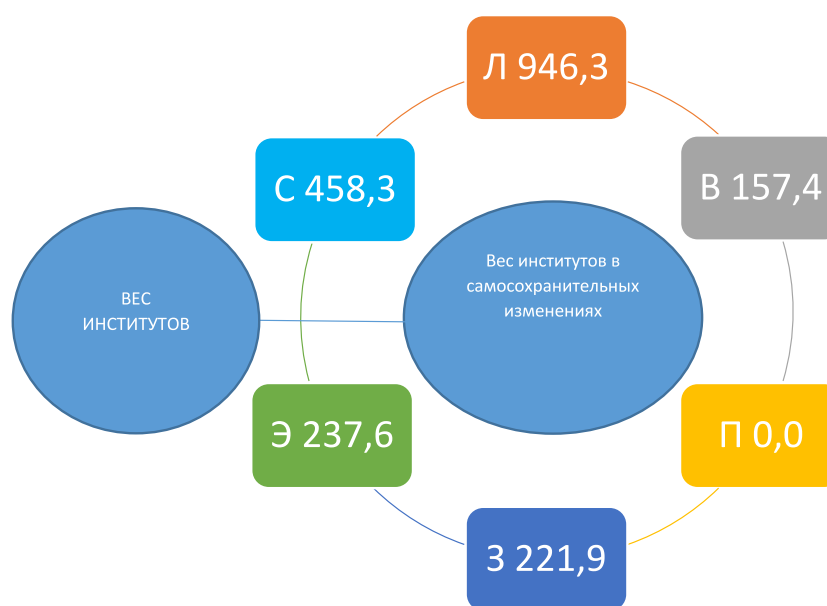 Л 946,3
С 458,3
В 157,4
ВЕС
ИНСТИТУТОВ
Вес институтов в
самосохранительных
изменениях
Э 237,6
П 0,0
З 221,9